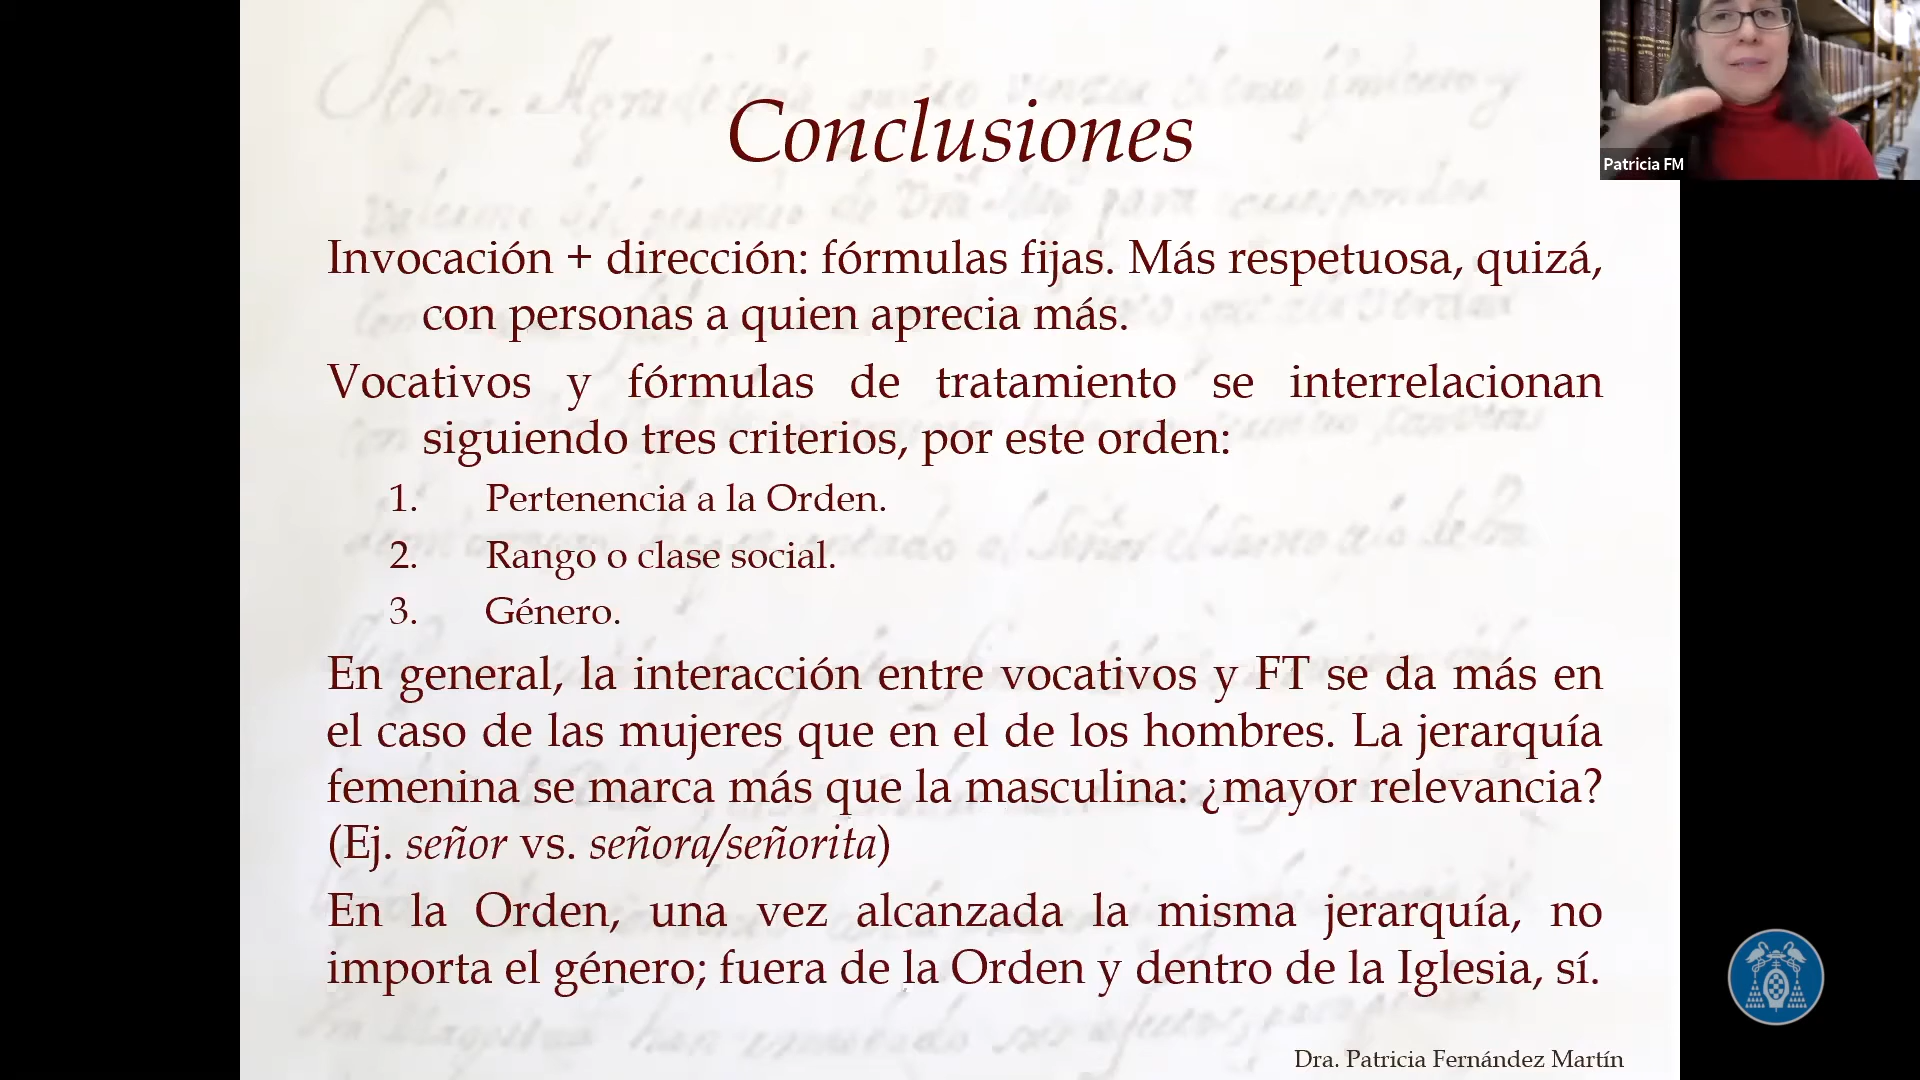 Conclusiones
Patricia FM
Invocación + dirección: fórmulas fijas. Más respetuosa, quizá,
con personas a quien aprecia más.
Vocativos y fórmulas de tratamiento se interrelacionan
siguiendo tres criterios, por este orden:
1. Pertenencia a la Orden.
2. Rango o clase social.
3. Género.
En general, la interacción entre vocativos y FT se da más en
el caso de las mujeres que en el de los hombres. La jerarquía
femenina se marca más que la masculina: ¿mayor relevancia?
(Ej. señor vs. señora/señorita)
En la Orden, una vez alcanzada la misma jerarquía, no
importa el género; fuera de la Orden y dentro de la Iglesia, sí.
Dra. Patricia Fernández Martín